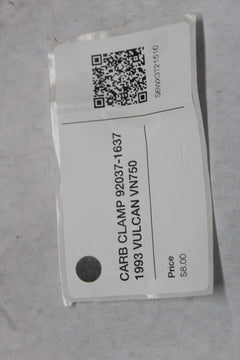 CARB CLAMP 92037-1637
1993 VULCAN VN750
Price
$8.00